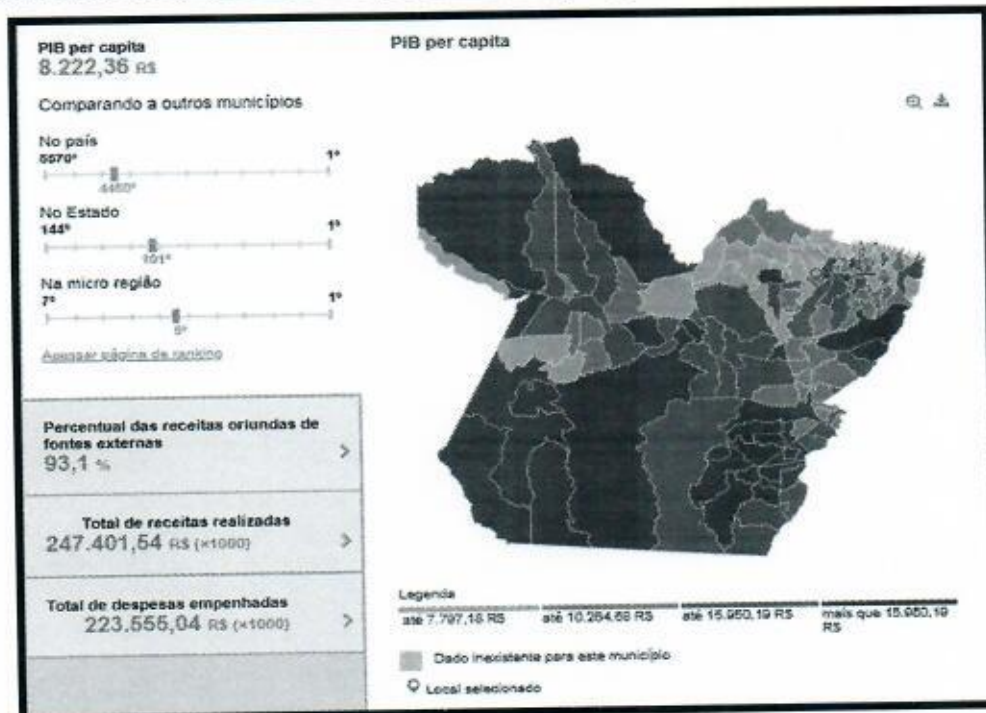 PIB per capita
8.222,36 R$
Comparando a outros municípios
No país
5570º
1º
4460º
No Estado
144º
1º
101º
Na micro região
7º
1º
5º
Acessar página de ranking
Percentual das receitas oriundas de
fontes externas
93,1 %
Total de receitas realizadas
247.401,54 R$ (×1000)
Total de despesas empenhadas
223.555,04 R$ (×1000)
PIB per capita
Legenda
até 7.797,18 R$
até 10.264,68 R$
até 15.950,19 R$
mais que 15.950,19
R$
Dado inexistente para este município
Local selecionado